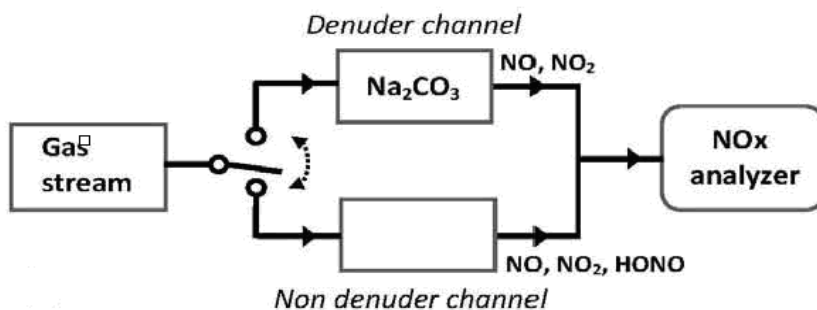 Denuder channel
NO, NO₂
Na₂CO₃
Gas
stream
NOx
analyzer
NO, NO₂, HONO
Non denuder channel